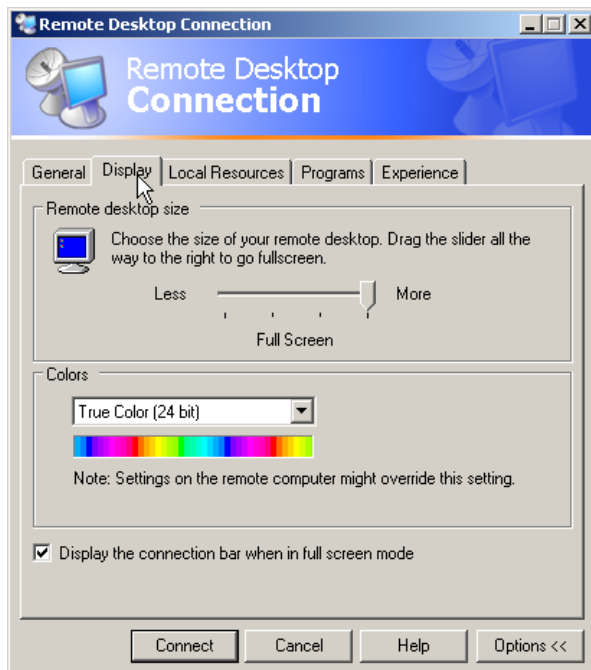 Remote Desktop Connection
Remote Desktop
Connection
General Display Local Resources Programs Experience
Remote desktop size
Choose the size of your remote desktop. Drag the slider all the
way to the right to go fullscreen.
Less More
Full Screen
Colors
True Color (24 bit)
Note: Settings on the remote computer might override this setting.
Display the connection bar when in full screen mode
Connect Cancel Help Options <<